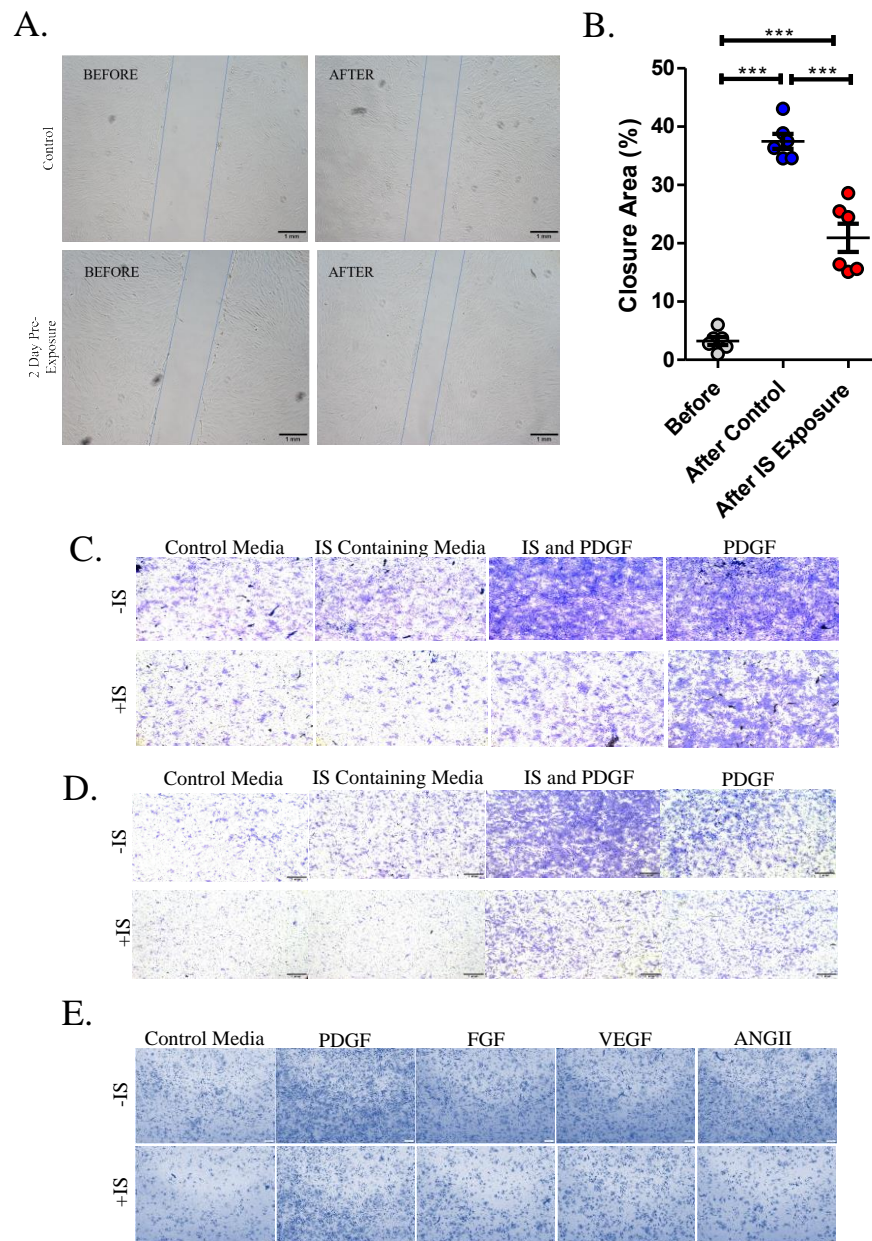 A.
BEFORE
AFTER
Control
1 mm
1 mm
BEFORE
AFTER
2 Day Pre-
Exposure
1 mm
1 mm
B.
***
***
***
50
40
30
20
10
0
Closure Area (%)
Before
After Control
After IS Exposure
C.
Control Media
IS Containing Media
IS and PDGF
PDGF
-IS
+IS
D.
Control Media
IS Containing Media
IS and PDGF
PDGF
-IS
+IS
E.
Control Media
PDGF
FGF
VEGF
ANGII
-IS
+IS